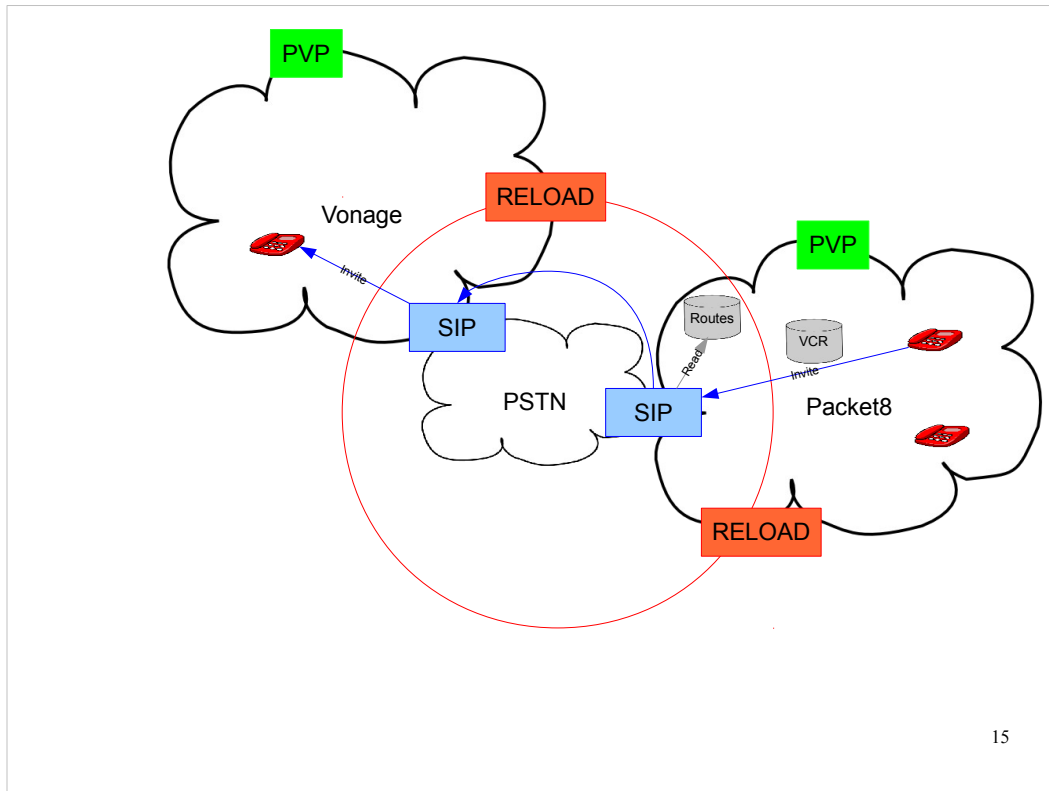 PVP
RELOAD
Vonage
PVP
Invite
Routes
SIP
VCR
Read
Invite
PSTN
SIP
Packet8
RELOAD
15